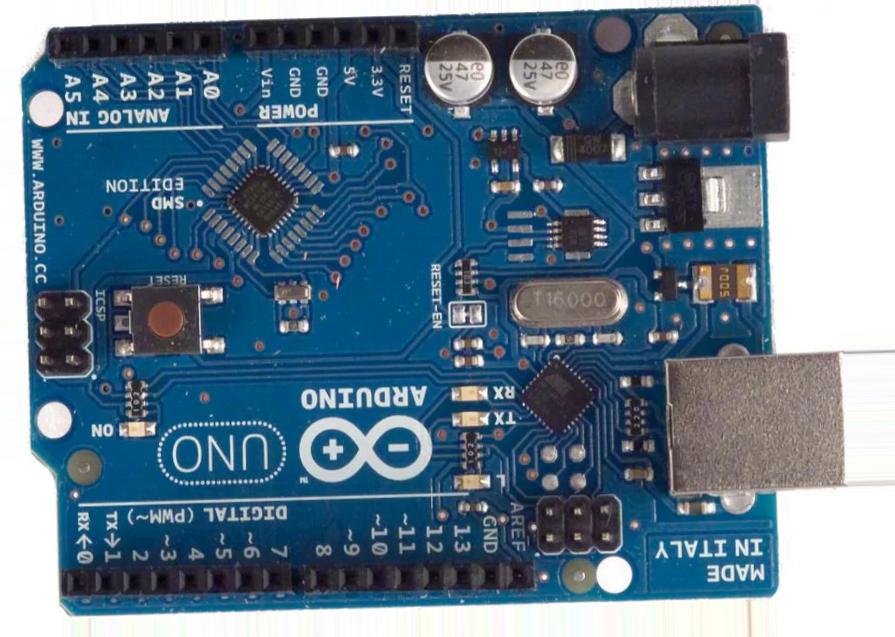 MADE
IN ITALY
AREF
GND
13
12
~11
~10
~9
8
7
~6
~5
4
~3
2
TX→1
RX←0
DIGITAL (PWM~)
L
TX
RX
UNO
ARDUINO
ON
ICSP
RESET
RESET-EN
T16000
SMD
EDITION
WWW.ARDUINO.CC
47
25V
47
25V
POWER
ANALOG IN
RESET
3.3V
5V
GND
GND
Vin
A0
A1
A2
A3
A4
A5